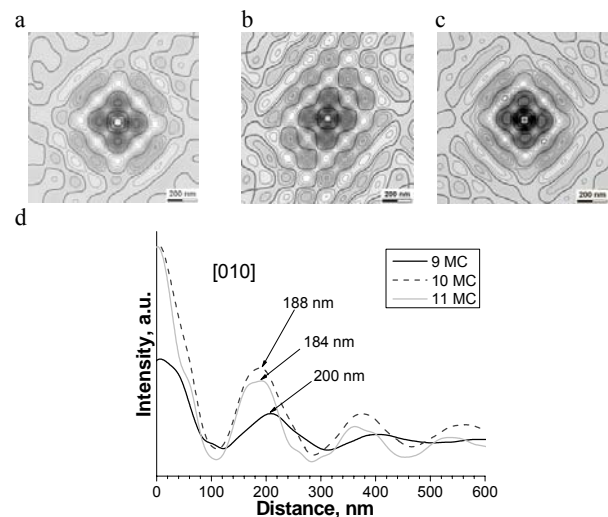 a
b
c
200 nm
200 nm
200 nm
d
[010]
9 MC
10 MC
11 MC
188 nm
184 nm
200 nm
Intensity, a.u.
0 100 200 300 400 500 600
Distance, nm